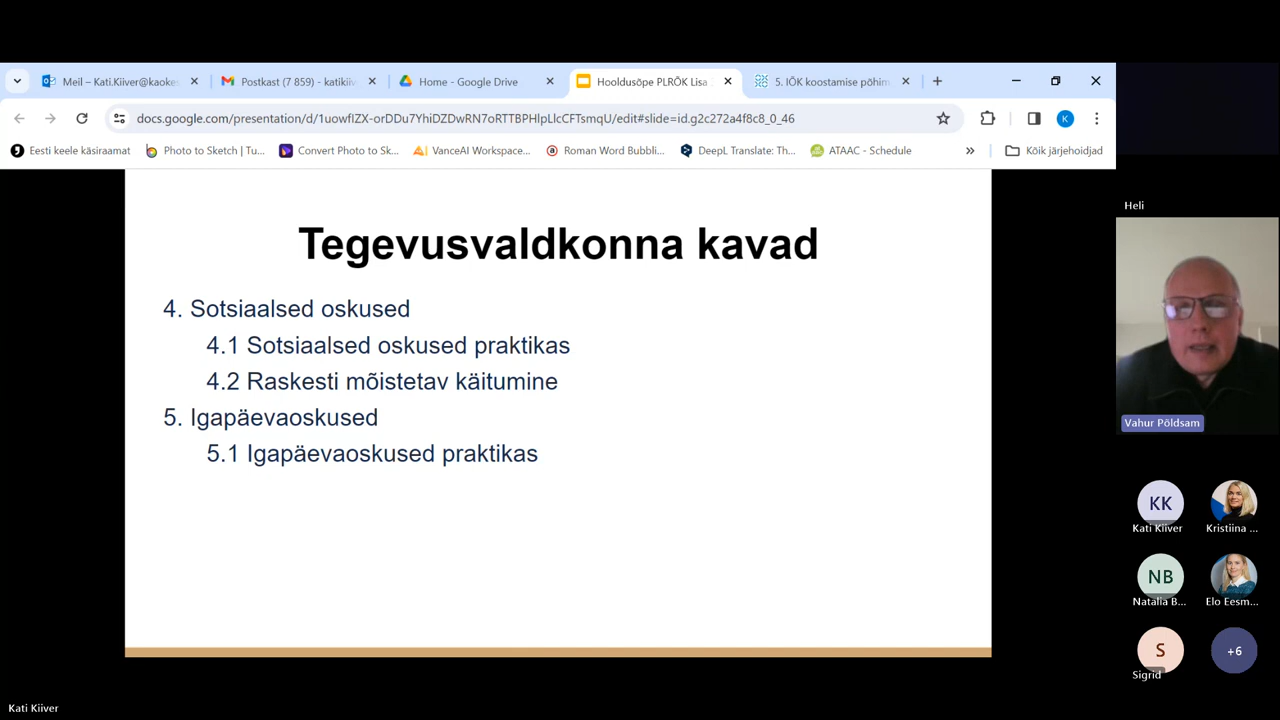 Meil – Kati.Kiiver@kaokes
Postkast (7 859) - katikiiv
Home - Google Drive
Hooldusõpe PLRÕK Lisa
5. IÕK koostamise põhim
docs.google.com/presentation/d/1uowflZX-orDDu7YhiDZDwRN7oRTTBPHlpLlcCFTsmqU/edit#slide=id.g2c272a4f8c8_0_46
K
Eesti keele käsiraamat
Photo to Sketch | Tu...
Convert Photo to Sk...
VanceAI Workspace...
Roman Word Bubbli...
DeepL Translate: Th...
ATAAC - Schedule
»
Kõik järjehoidjad
Tegevusvaldkonna kavad
4. Sotsiaalsed oskused
4.1 Sotsiaalsed oskused praktikas
4.2 Raskesti mõistetav käitumine
5. Igapäevaoskused
5.1 Igapäevaoskused praktikas
Heli
Vahur Põldsam
KK
Kati Kiiver
Kristiina ...
NB
Natalia B...
Elo Eesm...
S
Sigrid
+6
Kati Kiiver